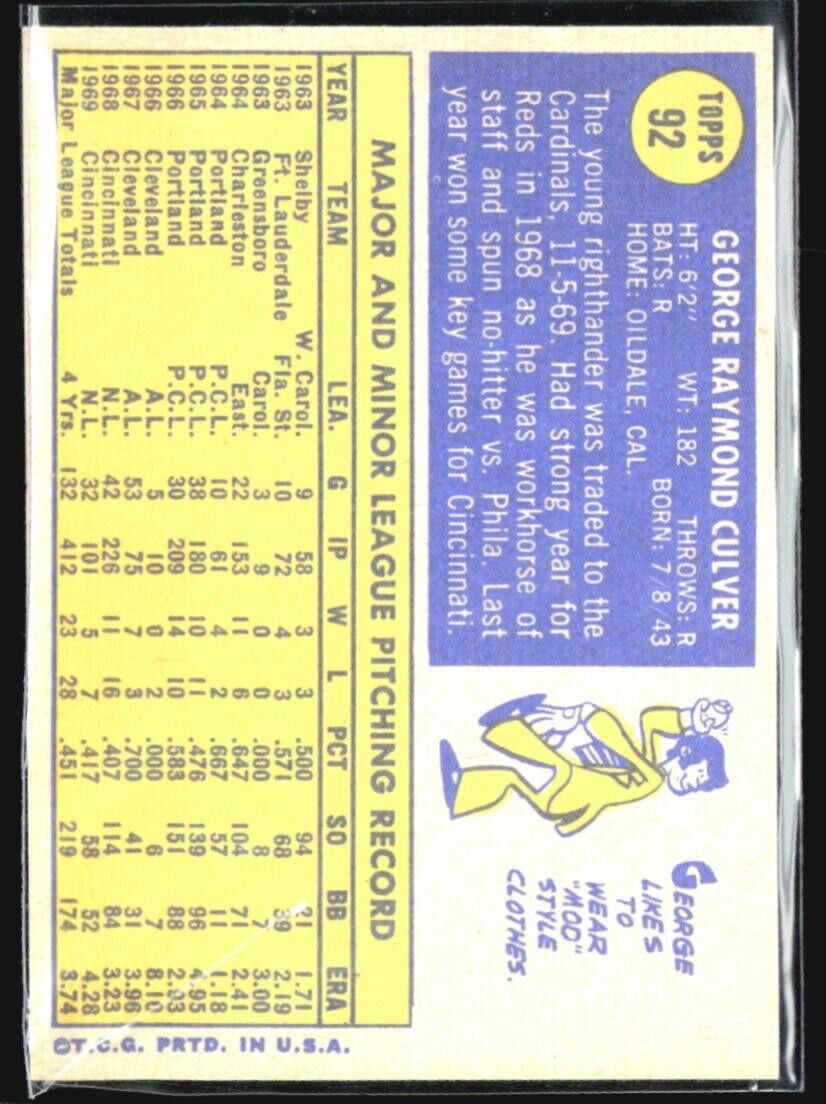 TOPPS
92
GEORGE RAYMOND CULVER
HT: 6'2" WT: 182 THROWS: R
BATS: R BORN: 7/8/43
HOME: OILDALE, CAL.
The young righthander was traded to the
Cardinals, 11-5-69. Had strong year for
Reds in 1968 as he was workhorse of
staff and spun no-hitter vs. Phila. Last
year won some key games for Cincinnati.
GEORGE
LIKES
TO
WEAR
"MOD"
STYLE
CLOTHES.
MAJOR AND MINOR LEAGUE PITCHING RECORD
YEAR TEAM LEA. G IP W L PCT SO BB ERA
1963 Shelby W. Carol. 9 58 3 3 .500 94 21 1.71
1963 Ft. Lauderdale Fla. St. 10 72 4 3 .571 68 39 2.19
1963 Greensboro Carol. 3 9 0 0 .000 8 7 3.00
1964 Charleston East. 22 153 11 6 .647 104 71 2.41
1964 Portland P.C.L. 10 61 4 2 .667 57 11 1.18
1965 Portland P.C.L. 38 180 10 11 .476 139 96 4.95
1966 Portland P.C.L. 30 209 14 10 .583 151 88 2.93
1966 Cleveland A.L. 5 10 0 2 .000 6 7 8.10
1967 Cleveland A.L. 53 75 7 3 .700 41 31 3.96
1968 Cincinnati N.L. 42 226 11 16 .407 114 84 3.23
1969 Cincinnati N.L. 32 101 5 7 .417 58 52 4.28
Major League Totals 4 Yrs. 132 412 23 28 .451 219 174 3.74
©T.C.G. PRTD. IN U.S.A.